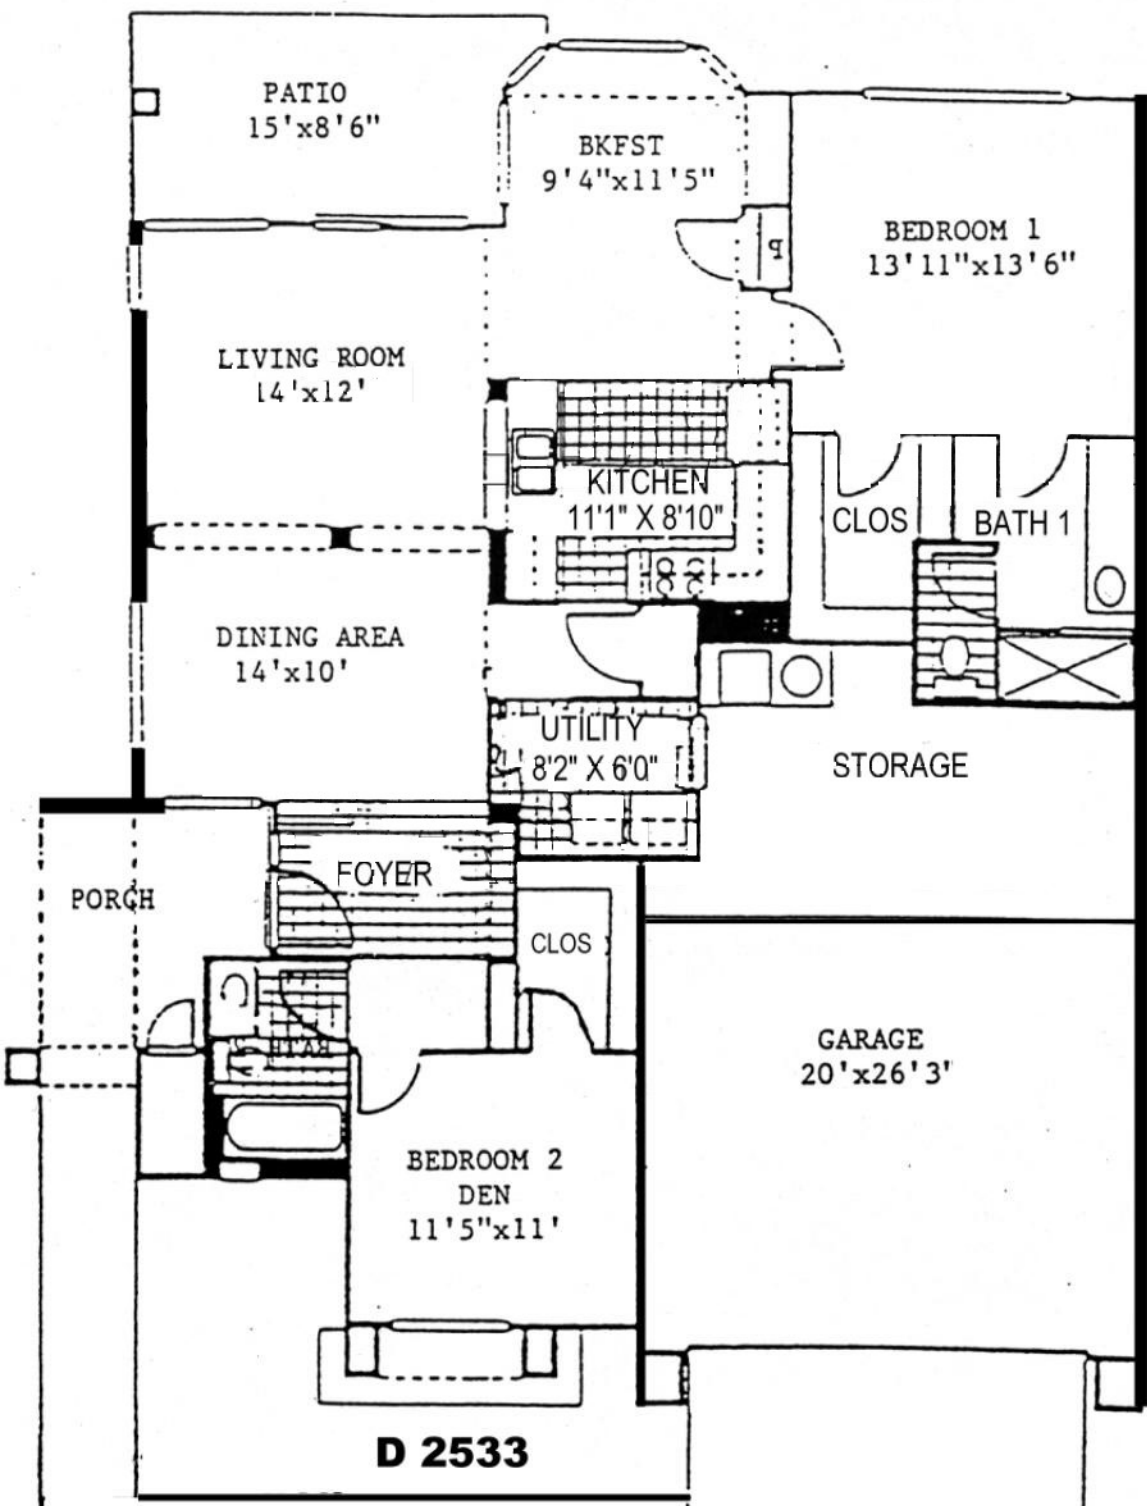 PATIO
15'x8'6"
BKFST
9'4"x11'5"
BEDROOM 1
13'11"x13'6"
LIVING ROOM
14'x12'
KITCHEN
11'1" X 8'10"
CLOS
BATH 1
DINING AREA
14'x10'
UTILITY
8'2" X 6'0"
STORAGE
FOYER
PORCH
CLOS
BATH
GARAGE
20'x26'3"
BEDROOM 2
DEN
11'5"x11'
D 2533